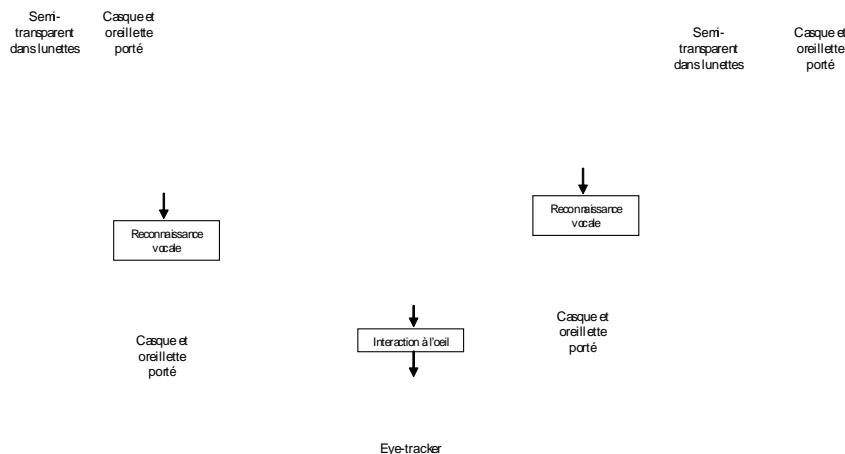 Semi-
transparent
dans lunettes
Casque et
oreillette
porté
Semi-
transparent
dans lunettes
Casque et
oreillette
porté
Reconnaissance
vocale
Reconnaissance
vocale
Casque et
oreillette
porté
Interaction à l'oeil
Casque et
oreillette
porté
Eye-tracker